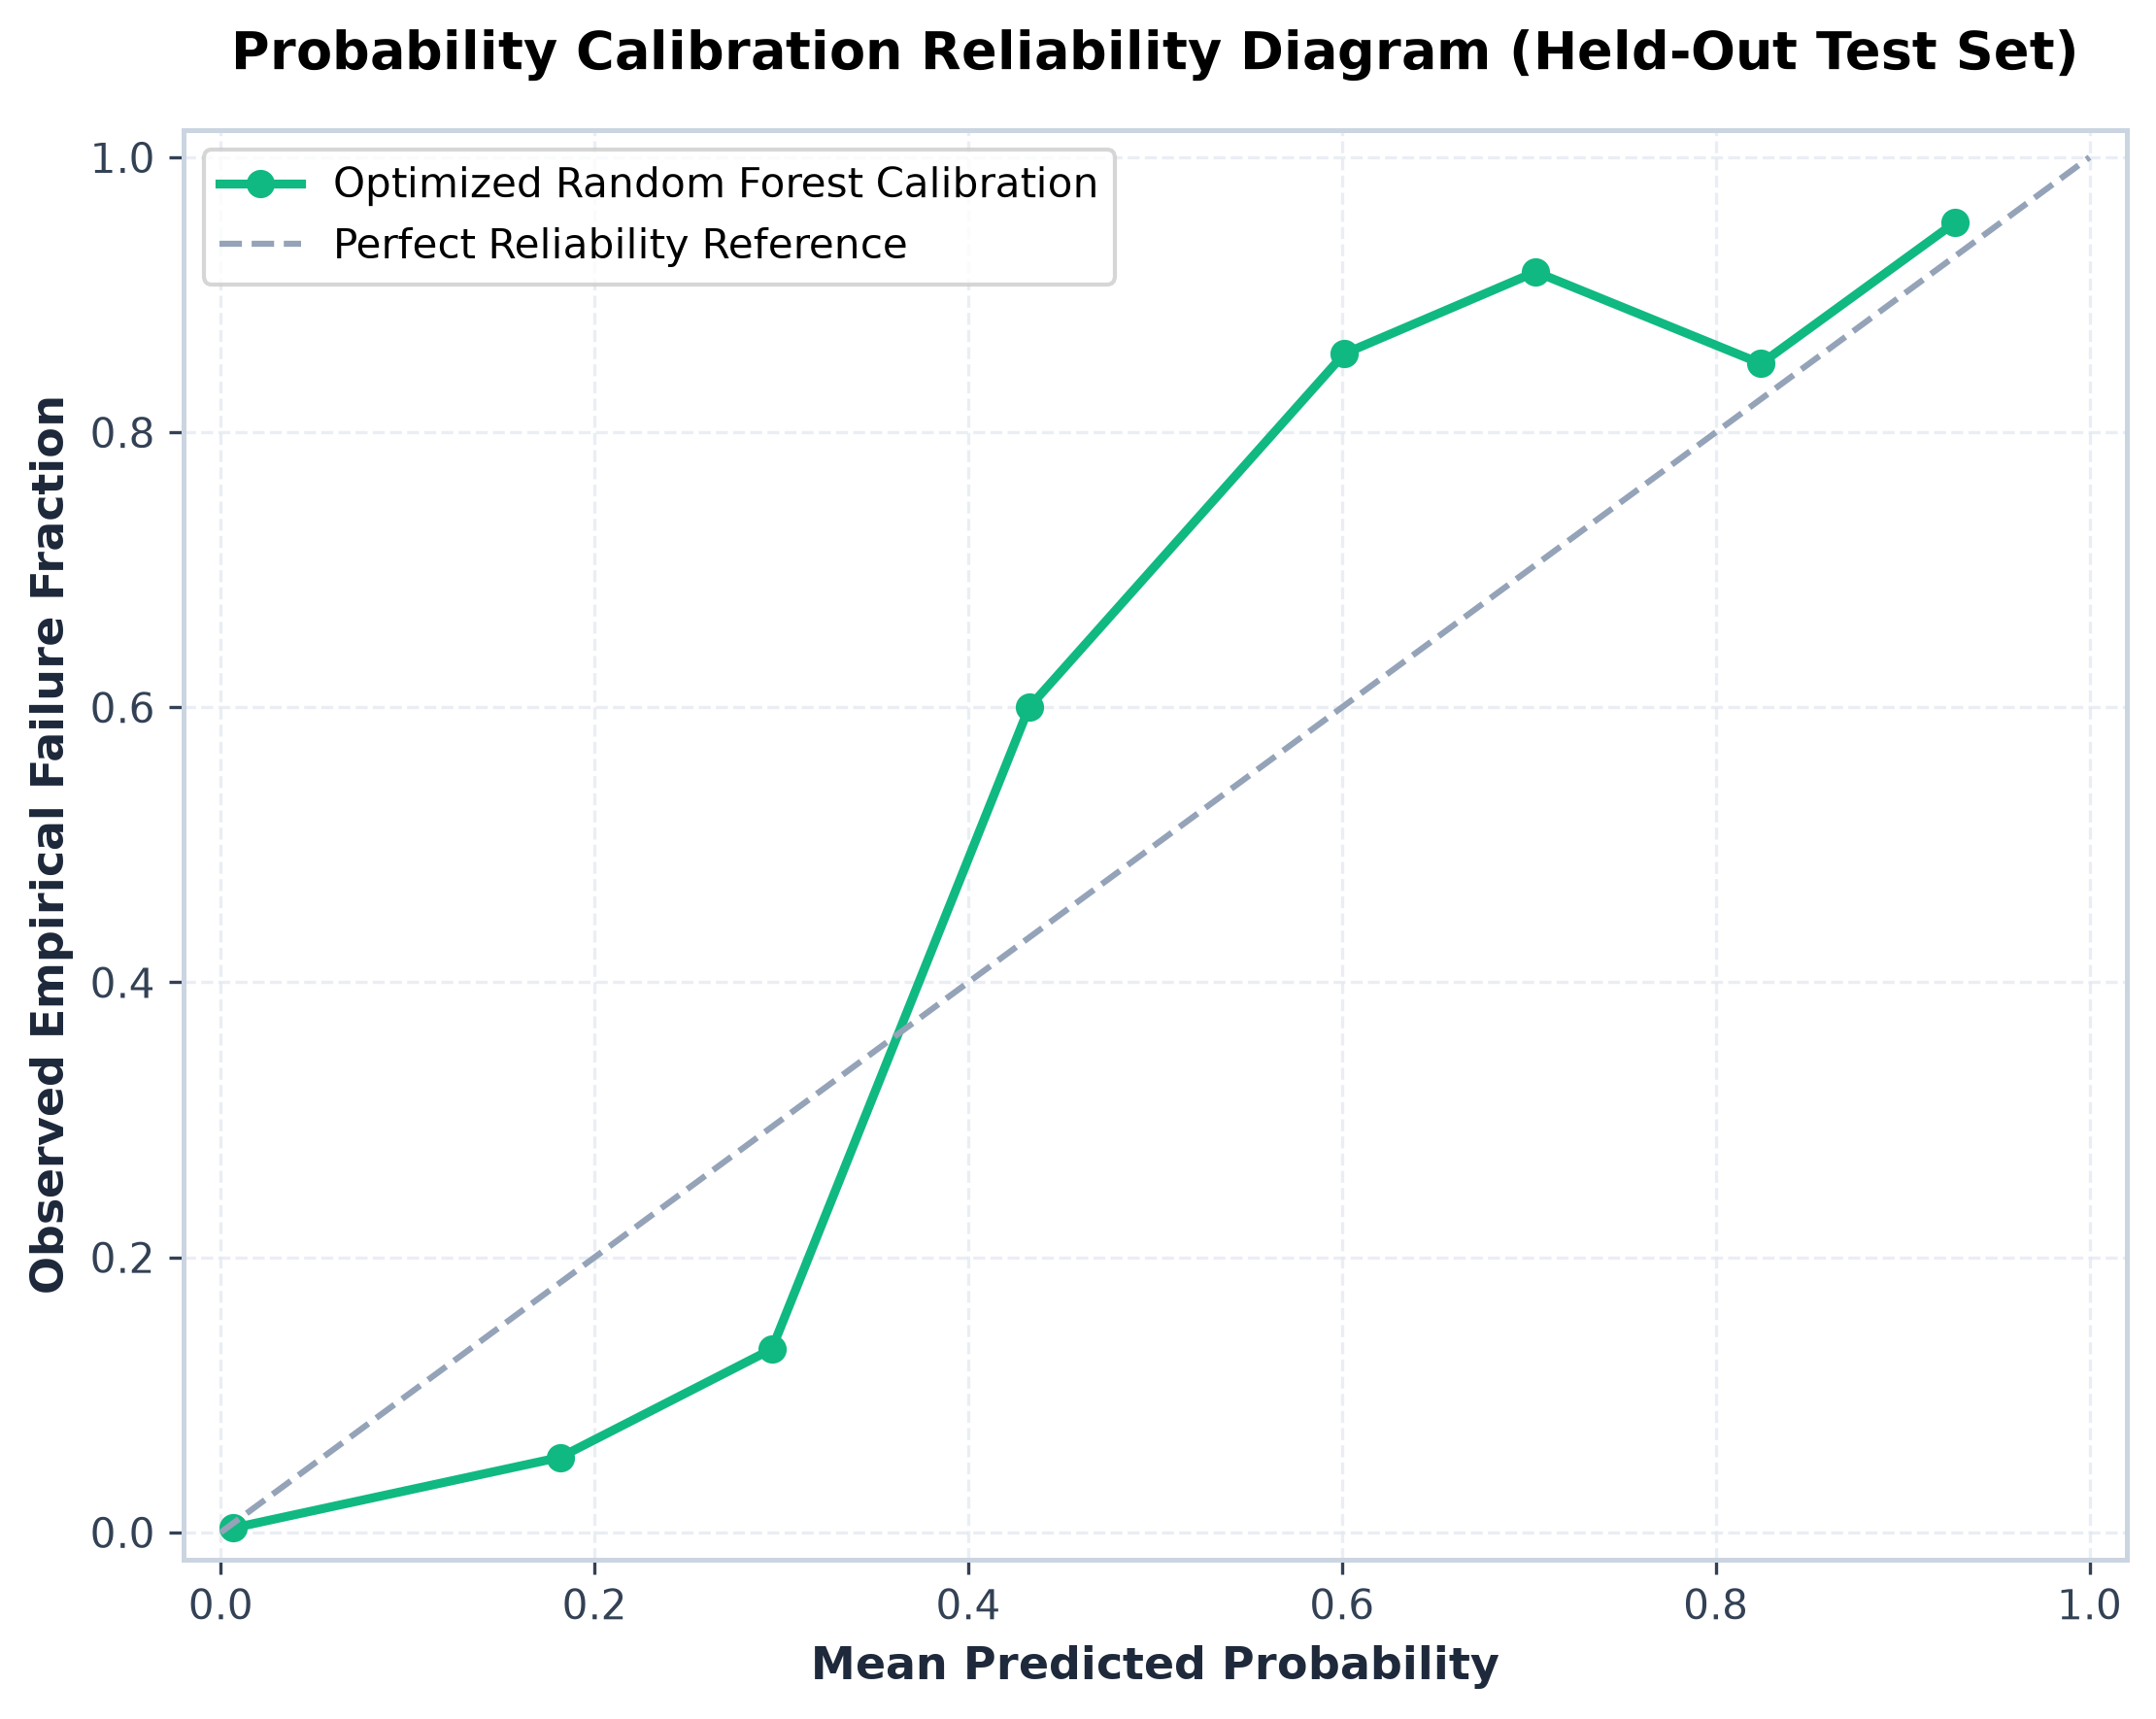 Probability Calibration Reliability Diagram (Held-Out Test Set)
Optimized Random Forest Calibration
Perfect Reliability Reference
Observed Empirical Failure Fraction
1.0
0.8
0.6
0.4
0.2
0.0
0.0 0.2 0.4 0.6 0.8 1.0
Mean Predicted Probability